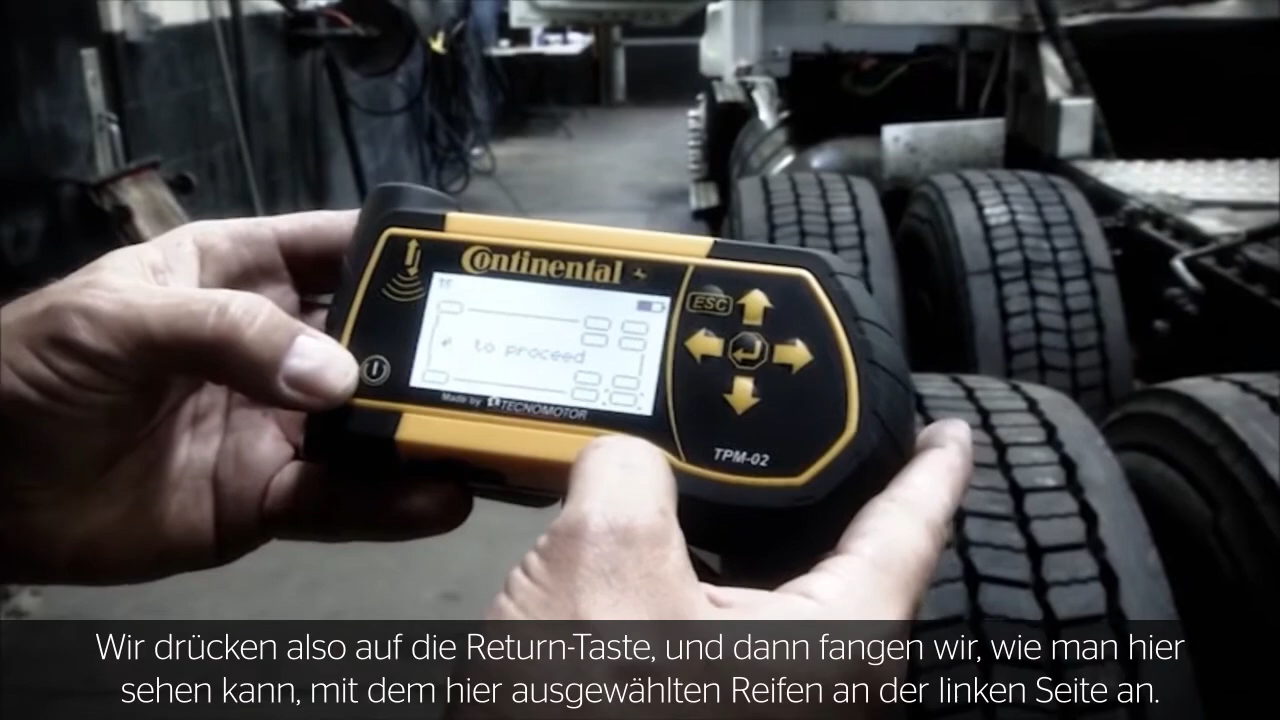 Continental
ESC
to proceed
Made by TECNOMOTOR
TPM-02
Wir drücken also auf die Return-Taste, und dann fangen wir, wie man hier
sehen kann, mit dem hier ausgewählten Reifen an der linken Seite an.